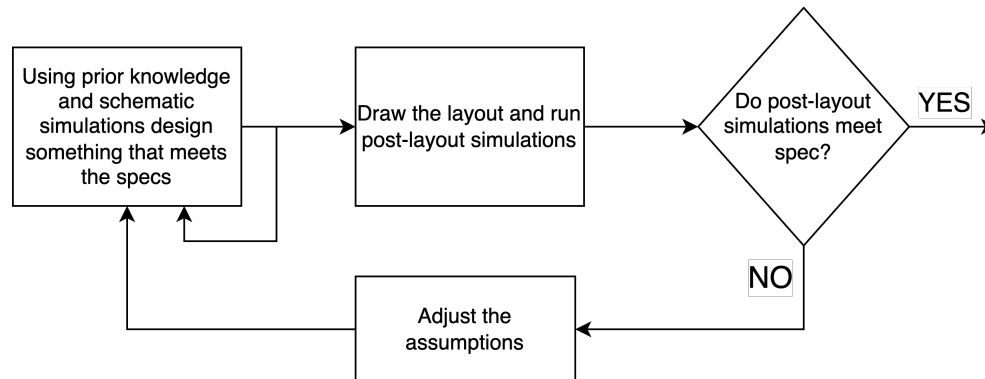 Using prior knowledge
and schematic
simulations design
something that meets
the specs
Draw the layout and run
post-layout simulations
Do post-layout
simulations meet
spec?
YES
NO
Adjust the
assumptions